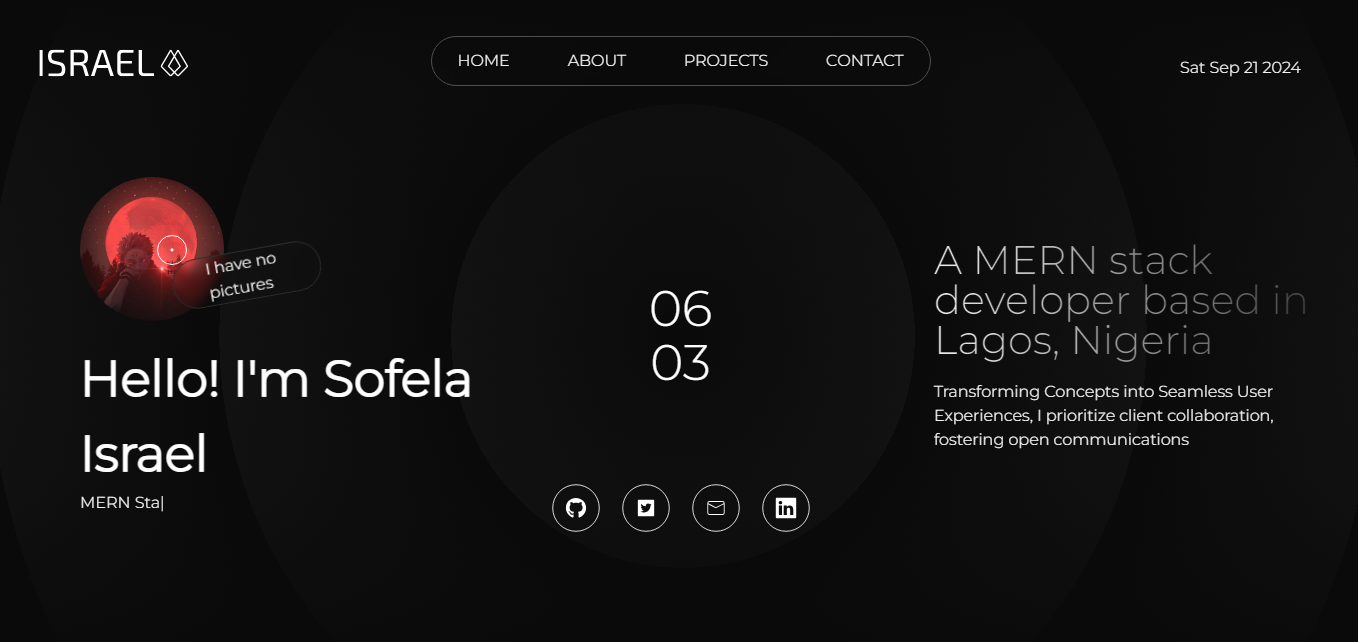 ISRAEL
HOME ABOUT PROJECTS CONTACT
Sat Sep 21 2024
I have no
pictures
Hello! I'm Sofela
Israel
MERN Sta|
06
03
A MERN stack
developer based in
Lagos, Nigeria
Transforming Concepts into Seamless User
Experiences, I prioritize client collaboration,
fostering open communications